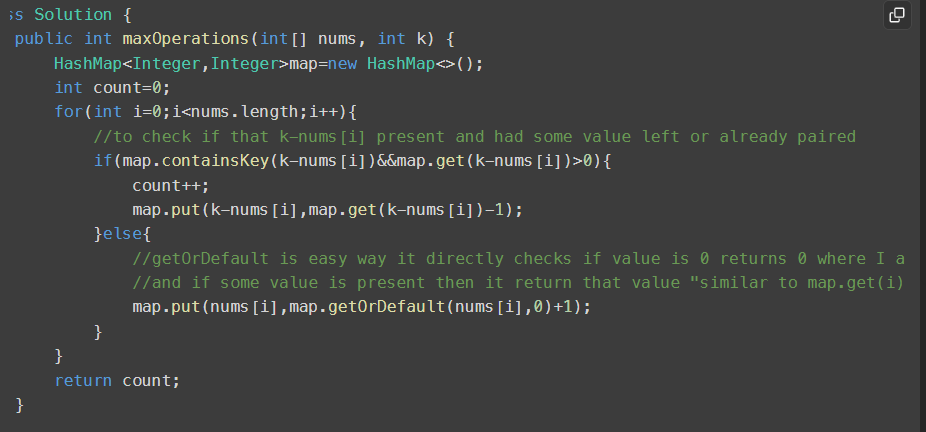 ss Solution {
public int maxOperations(int[] nums, int k) {
HashMap<Integer,Integer>map=new HashMap<>();
int count=0;
for(int i=0;i<nums.length;i++){
//to check if that k-nums[i] present and had some value left or already paired
if(map.containsKey(k-nums[i])&&map.get(k-nums[i])>0){
count++;
map.put(k-nums[i],map.get(k-nums[i])-1);
}else{
//getOrDefault is easy way it directly checks if value is 0 returns 0 where I a
//and if some value is present then it return that value "similar to map.get(i)
map.put(nums[i],map.getOrDefault(nums[i],0)+1);
}
}
return count;
}